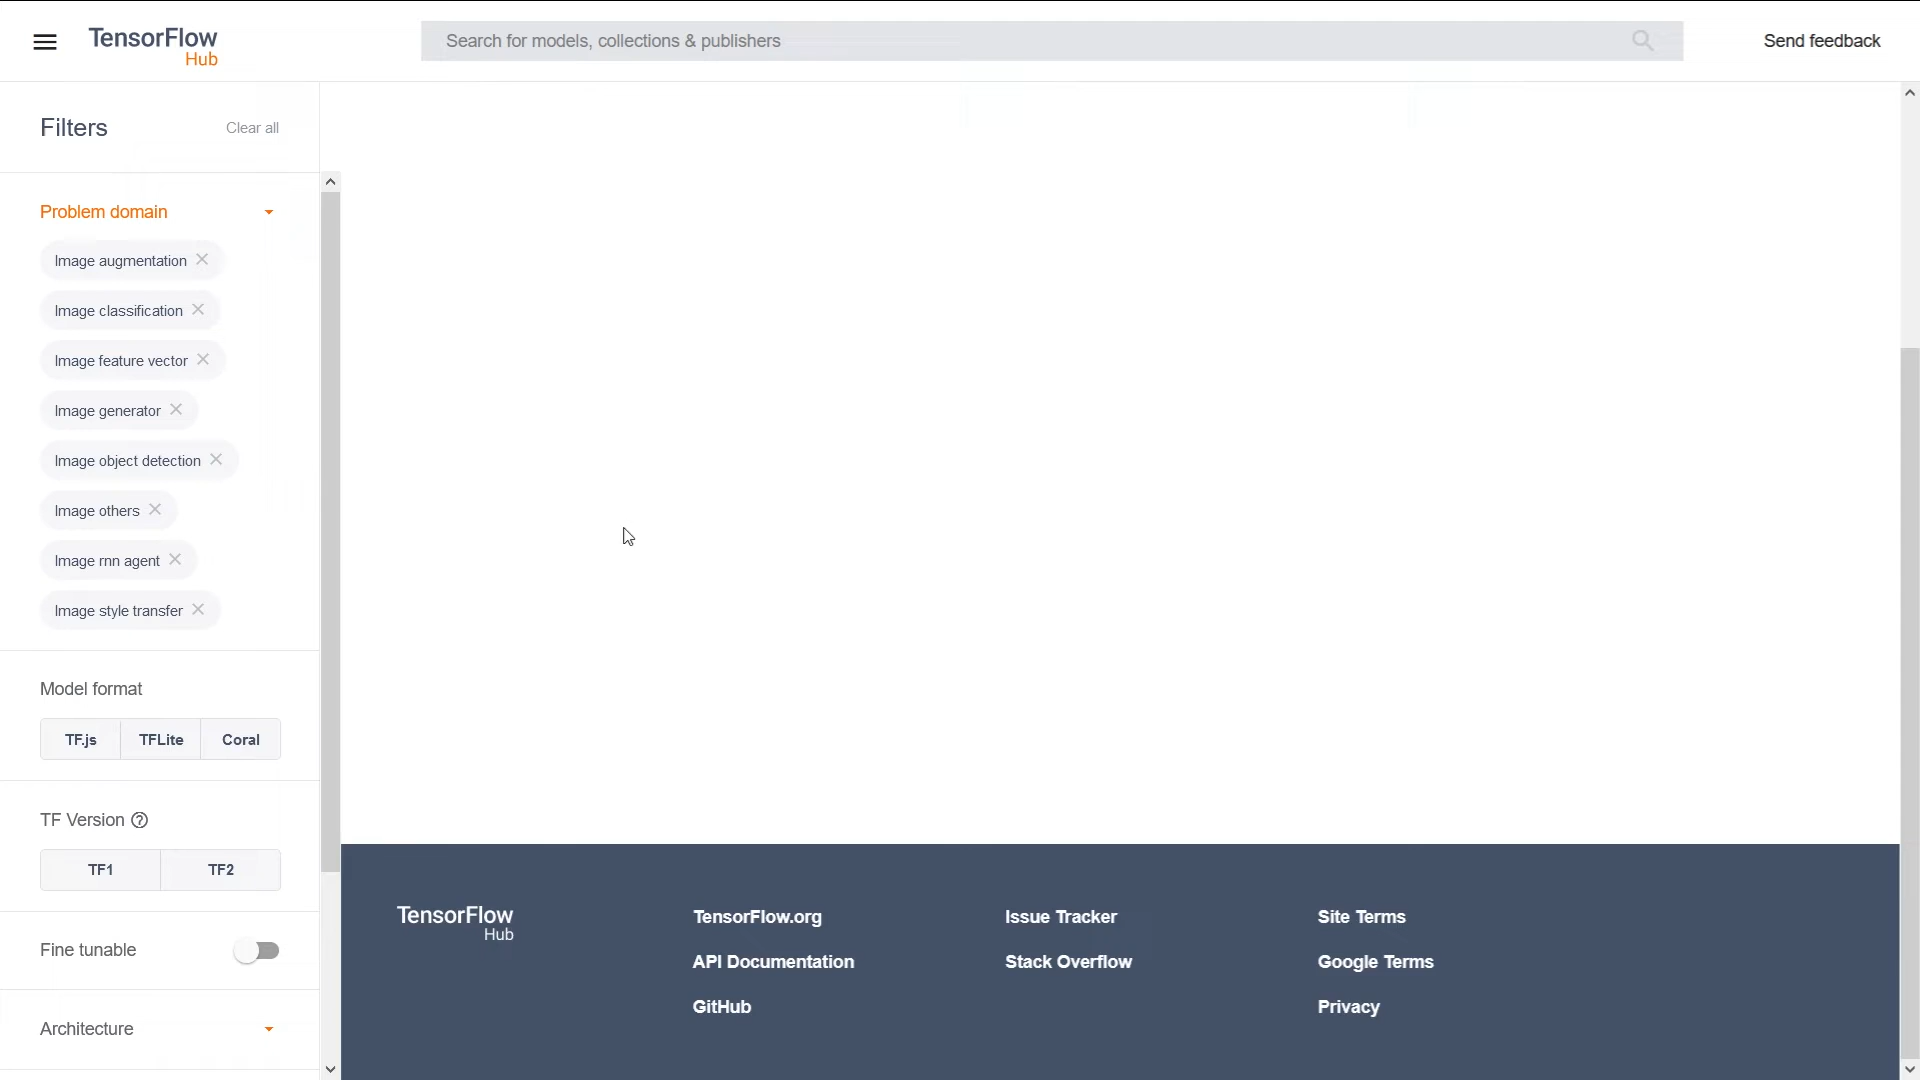 TensorFlow
Hub
Search for models, collections & publishers
Send feedback
Filters
Clear all
Problem domain
Image augmentation
Image classification
Image feature vector
Image generator
Image object detection
Image others
Image rnn agent
Image style transfer
Model format
TF.js TFLite Coral
TF Version
TF1 TF2
Fine tunable
Architecture
TensorFlow
Hub
TensorFlow.org
API Documentation
GitHub
Issue Tracker
Stack Overflow
Site Terms
Google Terms
Privacy